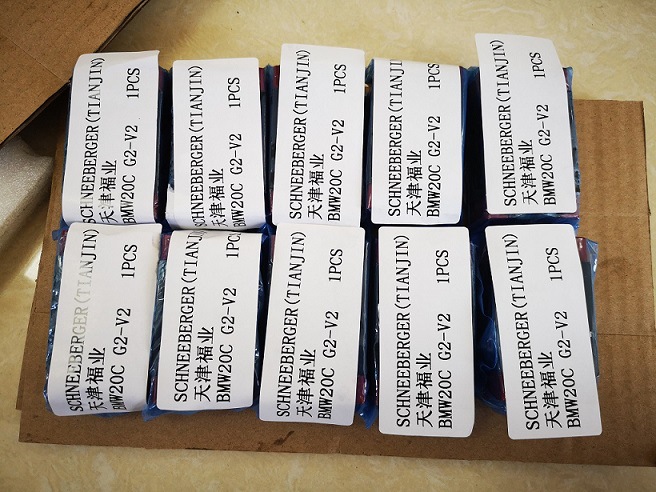 SCHNEEBERGER(TIANJIN)
天津福业
BMW20C G2-V2 1PCS
SCHNEEBERGER(TIANJIN)
天津福业
BMW20C G2-V2 1PCS
SCHNEEBERGER(TIANJIN)
天津福业
BMW20C G2-V2 1PCS
SCHNEEBERGER(TIANJIN)
天津福业
BMW20C G2-V2 1PCS
SCHNEEBERGER(TIANJIN)
天津福业
BMW20C G2-V2 1PCS
SCHNEEBERGER(TIANJIN)
天津福业
BMW20C G2-V2 1PCS
SCHNEEBERGER(TIANJIN)
天津福业
BMW20C G2-V2 1PCS
SCHNEEBERGER(TIANJIN)
天津福业
BMW20C G2-V2 1PCS
SCHNEEBERGER(TIANJIN)
天津福业
BMW20C G2-V2 1PCS
SCHNEEBERGER(TIANJIN)
天津福业
BMW20C G2-V2 1PCS